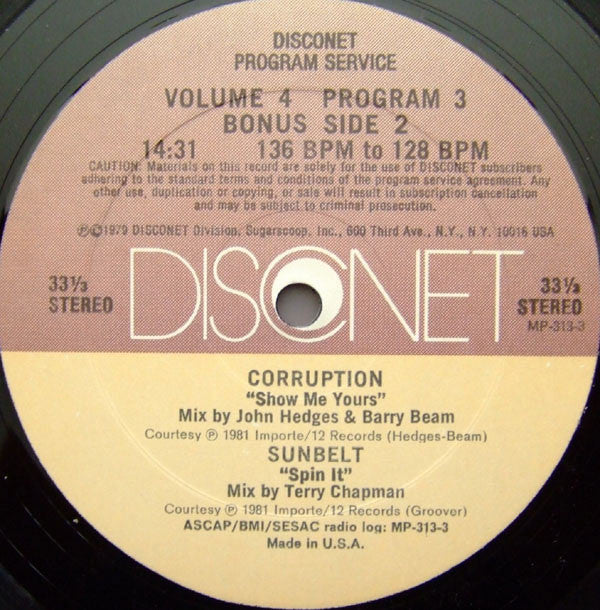 DISCONET
PROGRAM SERVICE
VOLUME 4 PROGRAM 3
BONUS SIDE 2
14:31 136 BPM to 128 BPM
CAUTION: Materials on this record are solely for the use of DISCONET subscribers
adhering to the standard terms and conditions of the program service agreement. Any
other use, duplication or copying, or sale will result in subscription cancellation
and may be subject to criminal prosecution.
Ⓟ©1979 DISCONET Division, Sugarscoop, Inc., 600 Third Ave., N.Y., N.Y. 10016 USA
33⅓
STEREO
DISCONET
33⅓
STEREO
MP-313-3
CORRUPTION
“Show Me Yours”
Mix by John Hedges & Barry Beam
Courtesy Ⓟ 1981 Importe/12 Records (Hedges-Beam)
SUNBELT
“Spin It”
Mix by Terry Chapman
Courtesy Ⓟ 1981 Importe/12 Records (Groover)
ASCAP/BMI/SESAC radio log: MP-313-3
Made in U.S.A.